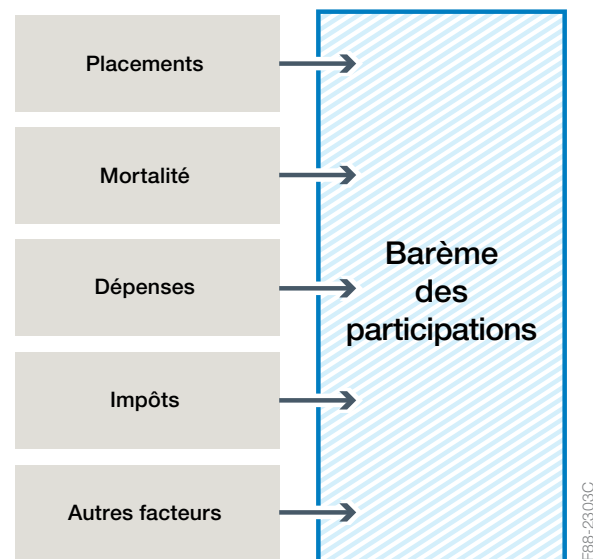 Placements
Mortalité
Dépenses
Impôts
Autres facteurs
Barème
des
participations
F88-2303C